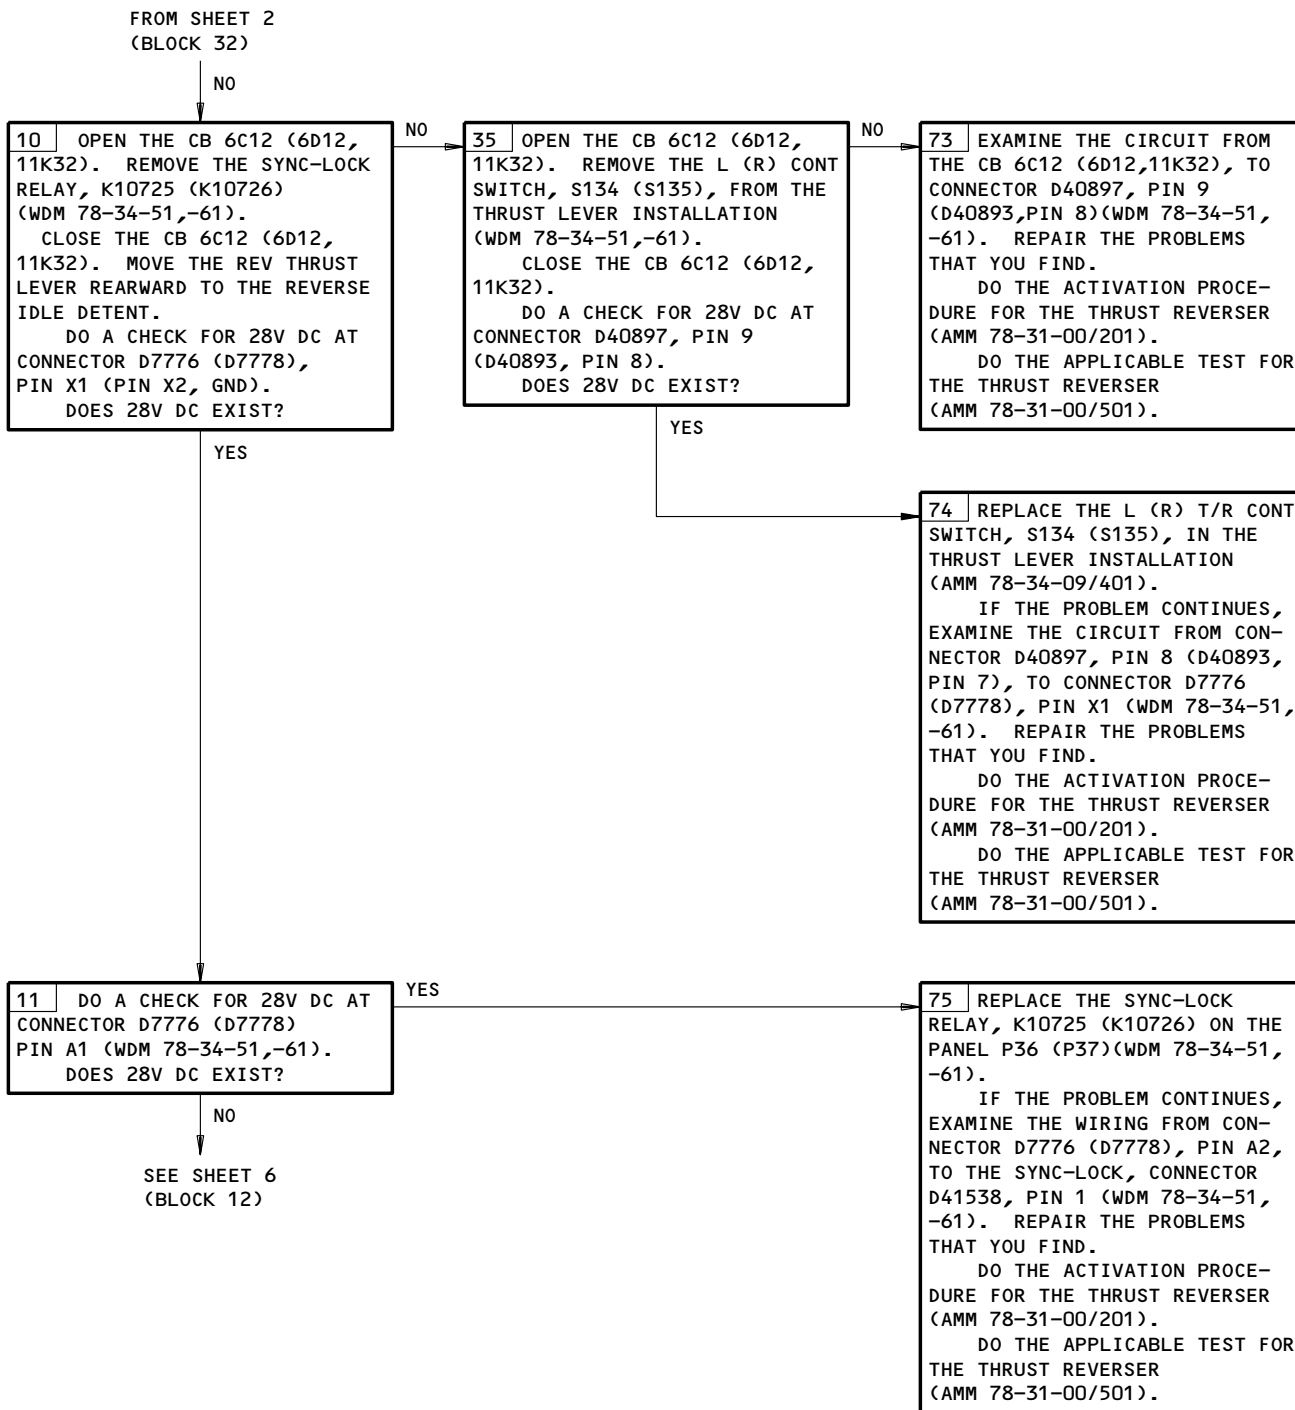 FROM SHEET 2
(BLOCK 32)
NO
10 OPEN THE CB 6C12 (6D12,
11K32). REMOVE THE SYNC-LOCK
RELAY, K10725 (K10726)
(WDM 78-34-51,-61).
CLOSE THE CB 6C12 (6D12,
11K32). MOVE THE REV THRUST
LEVER REARWARD TO THE REVERSE
IDLE DETENT.
DO A CHECK FOR 28V DC AT
CONNECTOR D7776 (D7778),
PIN X1 (PIN X2, GND).
DOES 28V DC EXIST?
NO
35 OPEN THE CB 6C12 (6D12,
11K32). REMOVE THE L (R) CONT
SWITCH, S134 (S135), FROM THE
THRUST LEVER INSTALLATION
(WDM 78-34-51,-61).
CLOSE THE CB 6C12 (6D12,
11K32).
DO A CHECK FOR 28V DC AT
CONNECTOR D40897, PIN 9
(D40893, PIN 8).
DOES 28V DC EXIST?
NO
73 EXAMINE THE CIRCUIT FROM
THE CB 6C12 (6D12,11K32), TO
CONNECTOR D40897, PIN 9
(D40893,PIN 8)(WDM 78-34-51,
-61). REPAIR THE PROBLEMS
THAT YOU FIND.
DO THE ACTIVATION PROCE-
DURE FOR THE THRUST REVERSER
(AMM 78-31-00/201).
DO THE APPLICABLE TEST FOR
THE THRUST REVERSER
(AMM 78-31-00/501).
YES
YES
74 REPLACE THE L (R) T/R CONT
SWITCH, S134 (S135), IN THE
THRUST LEVER INSTALLATION
(AMM 78-34-09/401).
IF THE PROBLEM CONTINUES,
EXAMINE THE CIRCUIT FROM CON-
NECTOR D40897, PIN 8 (D40893,
PIN 7), TO CONNECTOR D7776
(D7778), PIN X1 (WDM 78-34-51,
-61). REPAIR THE PROBLEMS
THAT YOU FIND.
DO THE ACTIVATION PROCE-
DURE FOR THE THRUST REVERSER
(AMM 78-31-00/201).
DO THE APPLICABLE TEST FOR
THE THRUST REVERSER
(AMM 78-31-00/501).
11 DO A CHECK FOR 28V DC AT
CONNECTOR D7776 (D7778)
PIN A1 (WDM 78-34-51,-61).
DOES 28V DC EXIST?
YES
NO
SEE SHEET 6
(BLOCK 12)
75 REPLACE THE SYNC-LOCK
RELAY, K10725 (K10726) ON THE
PANEL P36 (P37)(WDM 78-34-51,
-61).
IF THE PROBLEM CONTINUES,
EXAMINE THE WIRING FROM CON-
NECTOR D7776 (D7778), PIN A2,
TO THE SYNC-LOCK, CONNECTOR
D41538, PIN 1 (WDM 78-34-51,
-61). REPAIR THE PROBLEMS
THAT YOU FIND.
DO THE ACTIVATION PROCE-
DURE FOR THE THRUST REVERSER
(AMM 78-31-00/201).
DO THE APPLICABLE TEST FOR
THE THRUST REVERSER
(AMM 78-31-00/501).